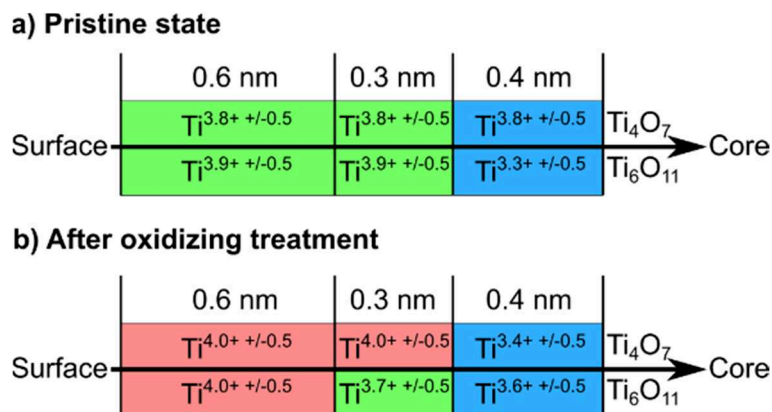 a) Pristine state
0.6 nm 0.3 nm 0.4 nm
Ti3.8+ +/-0.5 Ti3.8+ +/-0.5 Ti3.8+ +/-0.5 Ti4O7
Surface Core
Ti3.9+ +/-0.5 Ti3.9+ +/-0.5 Ti3.3+ +/-0.5 Ti6O11
b) After oxidizing treatment
0.6 nm 0.3 nm 0.4 nm
Ti4.0+ +/-0.5 Ti4.0+ +/-0.5 Ti3.4+ +/-0.5 Ti4O7
Surface Core
Ti4.0+ +/-0.5 Ti3.7+ +/-0.5 Ti3.6+ +/-0.5 Ti6O11